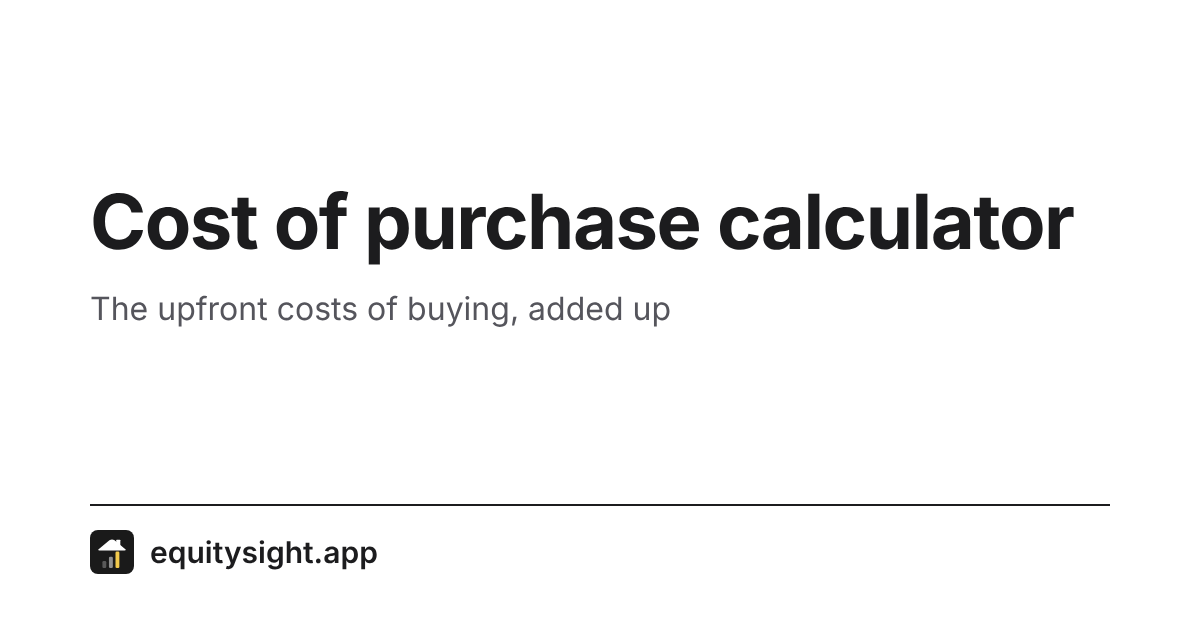 Cost of purchase calculator
The upfront costs of buying, added up
equitysight.app